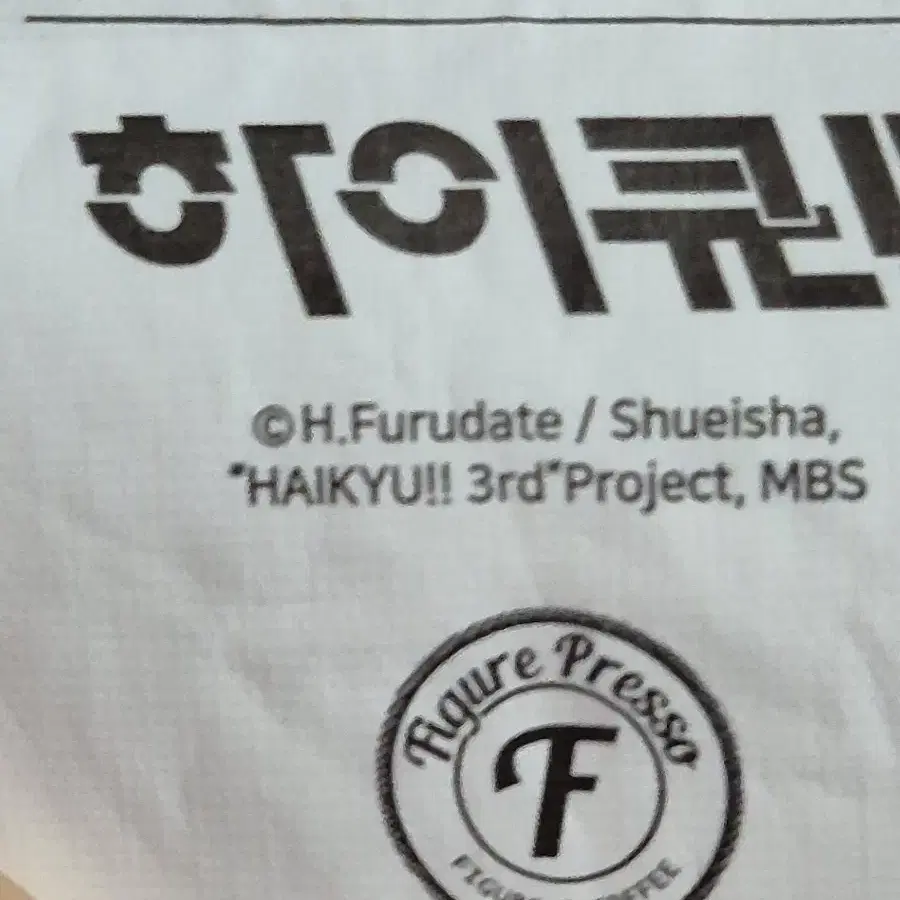 하이큐
©H.Furudate / Shueisha,
"HAIKYU!! 3rd"Project, MBS
Figure Presso
F